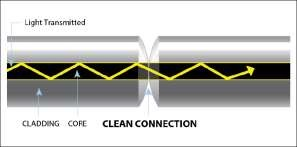 Light Transmitted
CLADDING CORE CLEAN CONNECTION